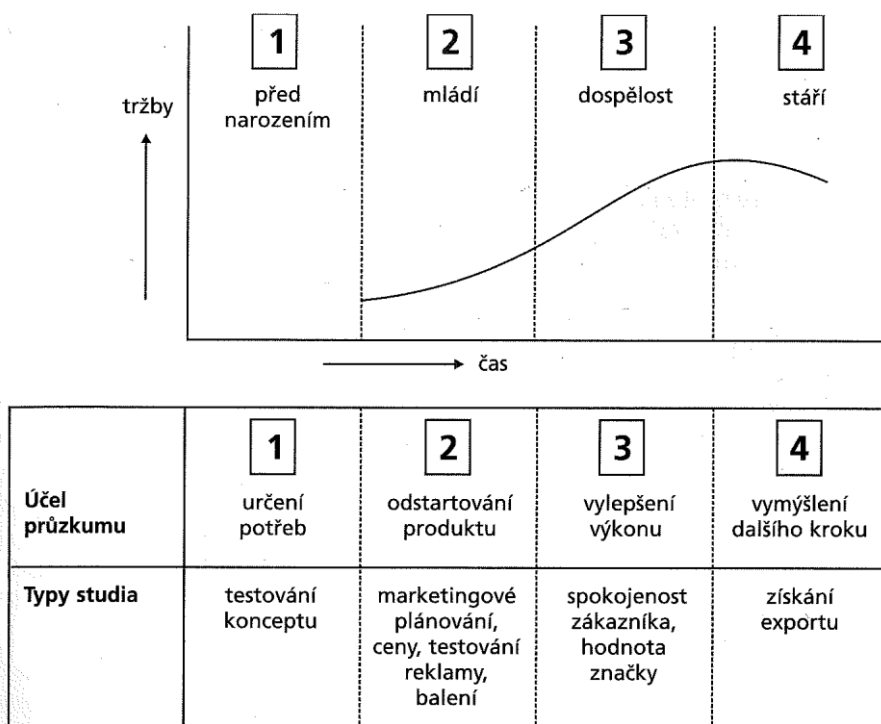 1
2
3
4
před
narozením
mládí
dospělost
stáří
tržby
čas
1
2
3
4
Účel
průzkumu
určení
potřeb
odstartování
produktu
vylepšení
výkonu
vymýšlení
dalšího kroku
Typy studia
testování
konceptu
marketingové
plánování,
ceny, testování
reklamy,
balení
spokojenost
zákazníka,
hodnota
značky
získání
exportu